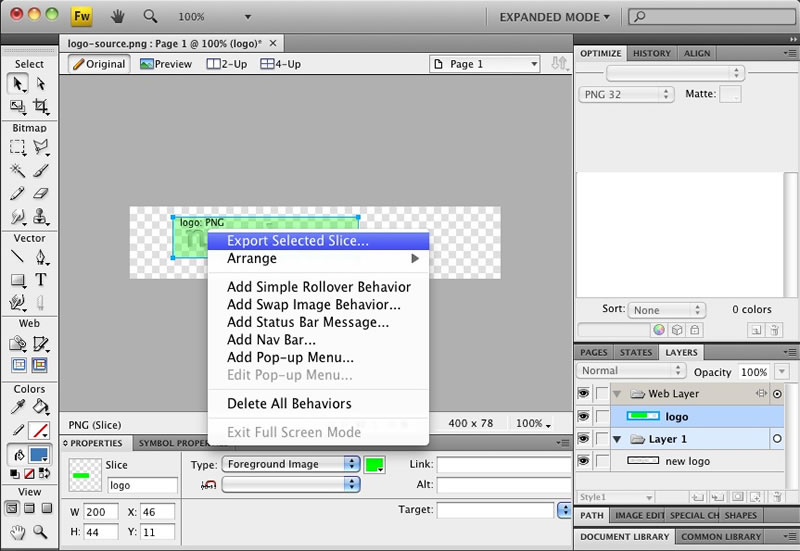 Fw
100%
EXPANDED MODE
logo-source.png : Page 1 @ 100% (logo)*
OPTIMIZE HISTORY ALIGN
Select
Original Preview 2-Up 4-Up Page 1
PNG 32 Matte:
Bitmap
logo: PNG
Export Selected Slice...
Arrange
Add Simple Rollover Behavior
Add Swap Image Behavior...
Add Status Bar Message...
Add Nav Bar...
Add Pop-up Menu...
Edit Pop-up Menu...
Delete All Behaviors
Exit Full Screen Mode
Vector
T
Web
Colors
View
Sort: None 0 colors
PAGES STATES LAYERS
Normal Opacity 100%
Web Layer
logo
Layer 1
new logo
Style1
PNG (Slice) 400 x 78 100%
PROPERTIES SYMBOL PROPE
Slice
logo
Type: Foreground Image
Link:
Alt:
Target:
W 200 X: 46
H: 44 Y: 11
PATH IMAGE EDIT SPECIAL CH SHAPES
DOCUMENT LIBRARY COMMON LIBRARY